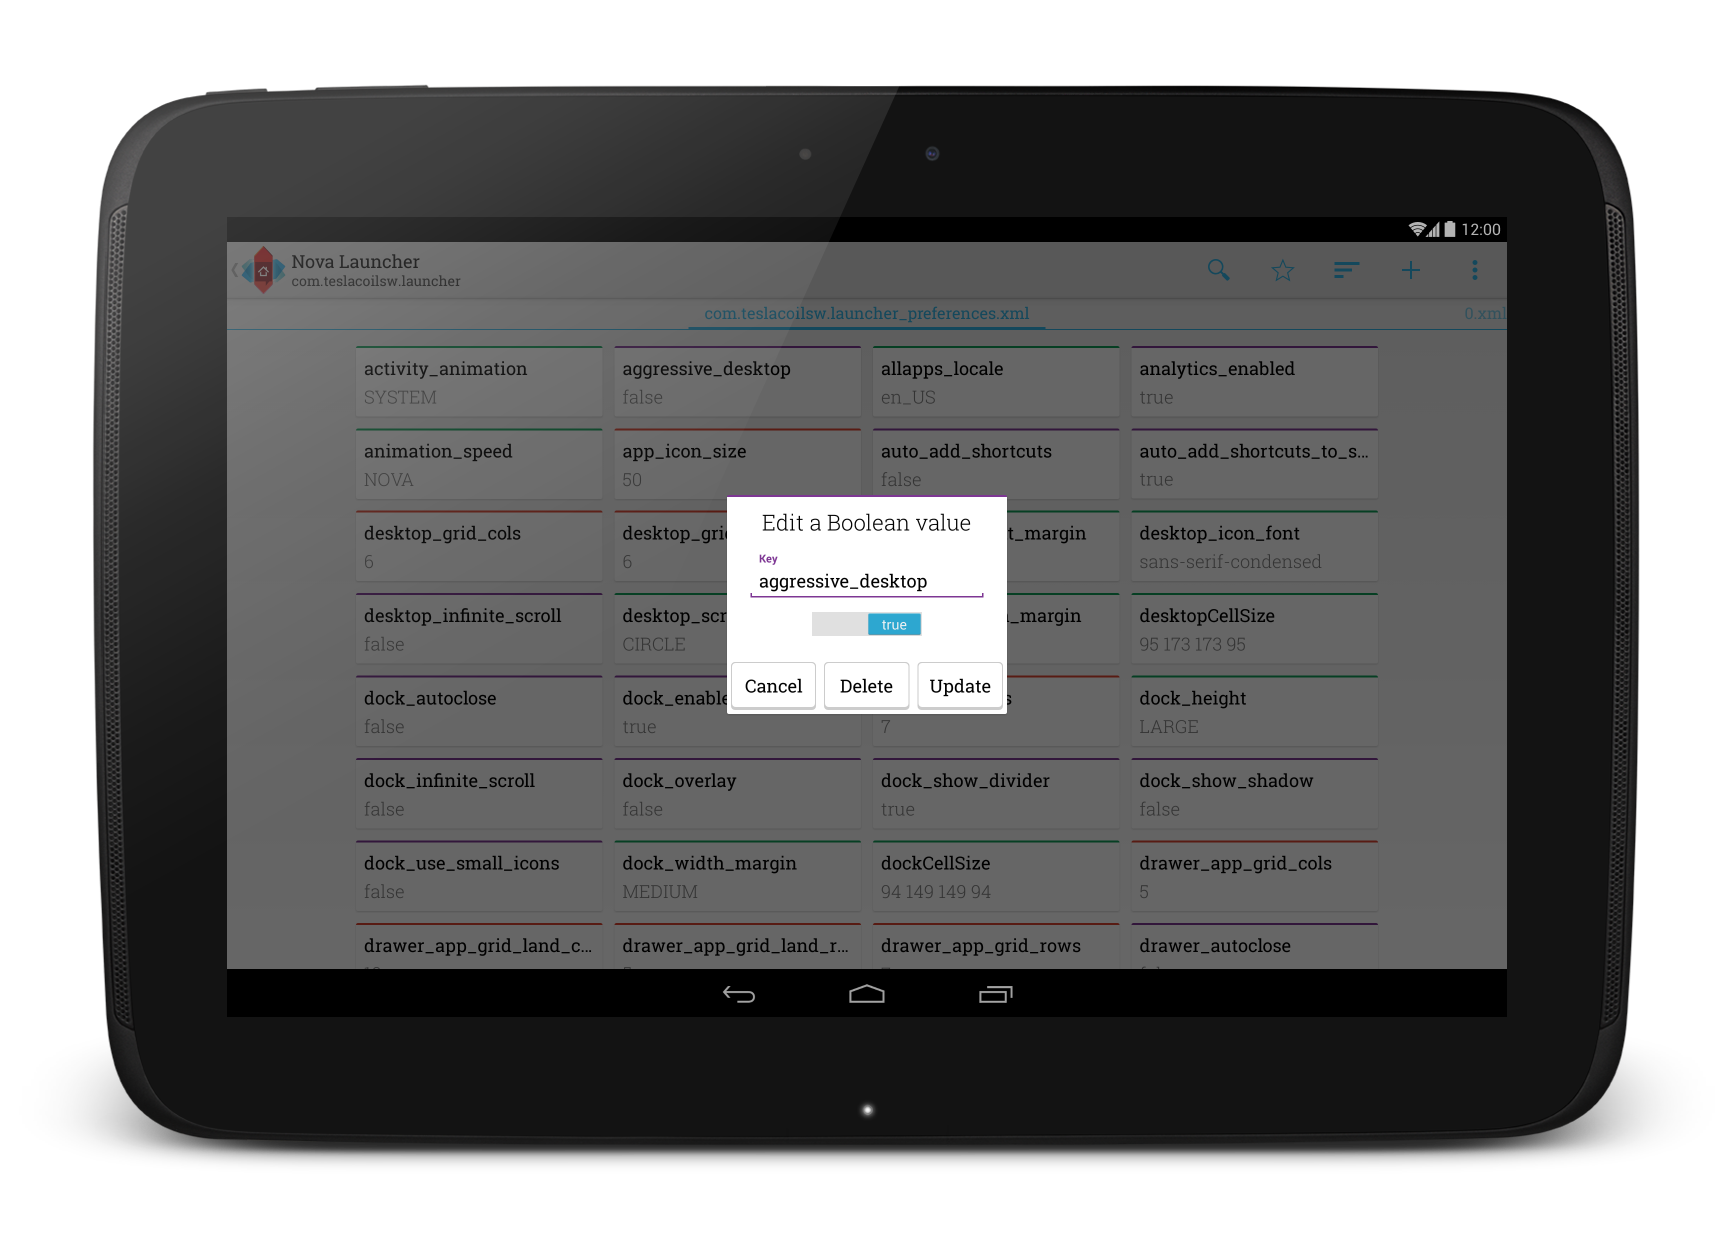 12:00
Nova Launcher
com.teslacoilsw.launcher
com.teslacoilsw.launcher_preferences.xml 0.xml
activity_animation aggressive_desktop allapps_locale analytics_enabled
SYSTEM false en_US true
animation_speed app_icon_size auto_add_shortcuts auto_add_shortcuts_to_s...
NOVA 50 false true
desktop_grid_cols desktop_gri t_margin desktop_icon_font
6 6 sans-serif-condensed
desktop_infinite_scroll desktop_scr _margin desktopCellSize
false CIRCLE 95 173 173 95
dock_autoclose dock_enable s dock_height
false true 7 LARGE
dock_infinite_scroll dock_overlay dock_show_divider dock_show_shadow
false false true false
dock_use_small_icons dock_width_margin dockCellSize drawer_app_grid_cols
false MEDIUM 94 149 149 94 5
drawer_app_grid_land_c... drawer_app_grid_land_r... drawer_app_grid_rows drawer_autoclose
Edit a Boolean value
Key
aggressive_desktop
true
Cancel Delete Update